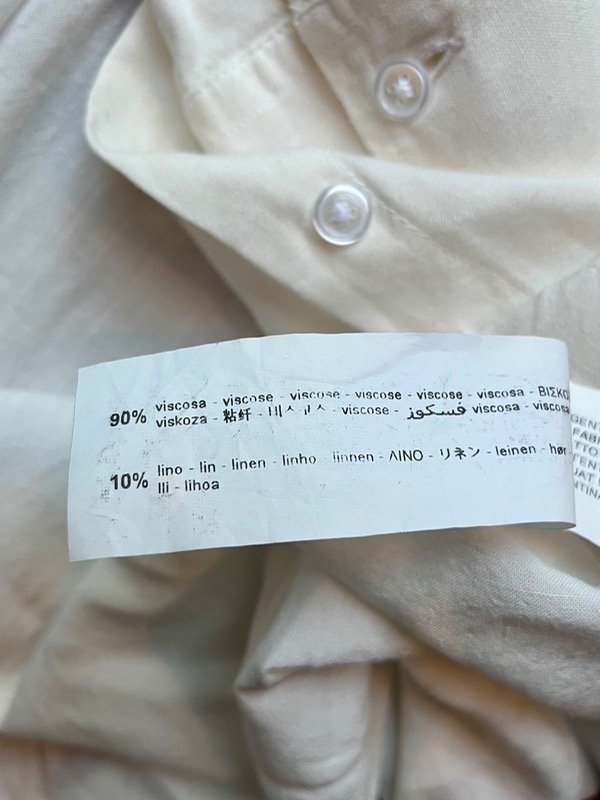 90% viscosa - viscose - viscose - viscose - viscose - viscosa -
viskoza - 粘纤 - - viscose - فسكوز viscosa -
10% lino - lin - linen - linho linnen - ΛΙΝΟ - リネン - leinen - hør
lli - lihoa